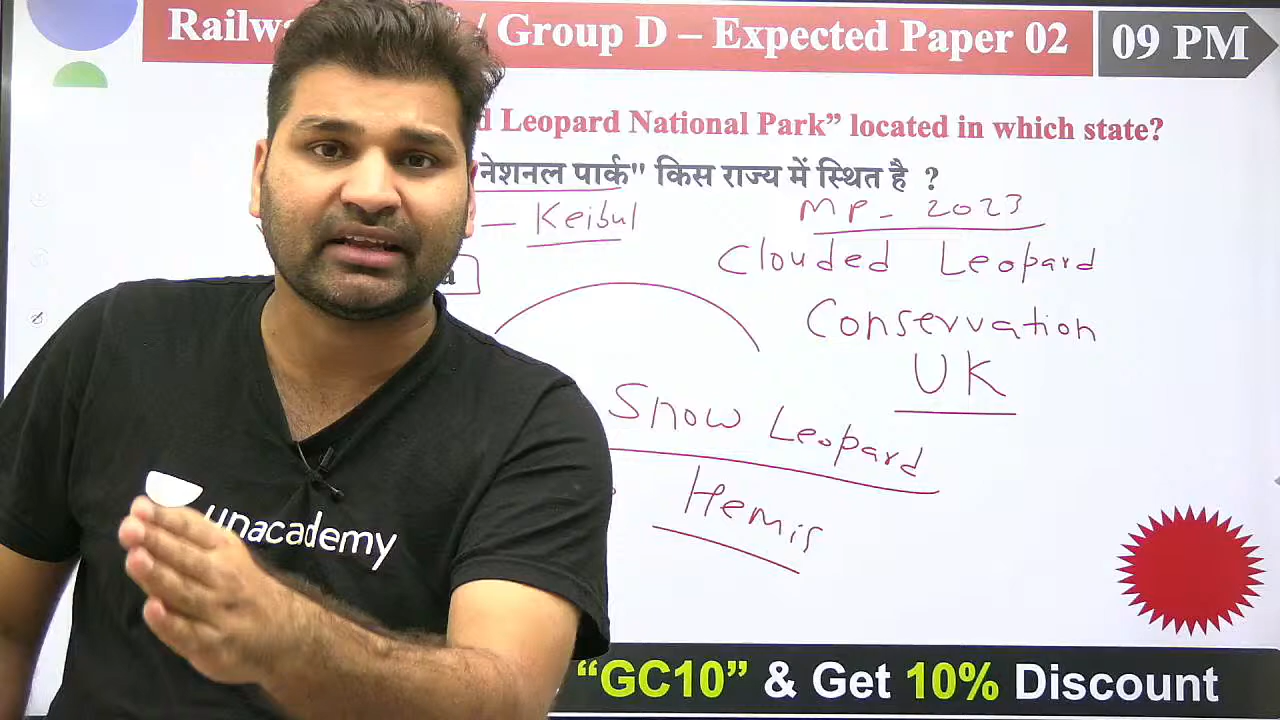 Railwa / Group D – Expected Paper 02
09 PM
d Leopard National Park” located in which state?
नेशनल पार्क" किस राज्य में स्थित है ?
— Keibul
MP - 2023
Clouded Leopard
a
Conservation
UK
Snow Leopard
Hemis
unacademy
“GC10” & Get 10% Discount